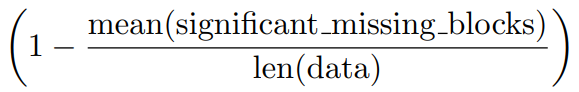 (1 − mean(significant_missing_blocks) / len(data))